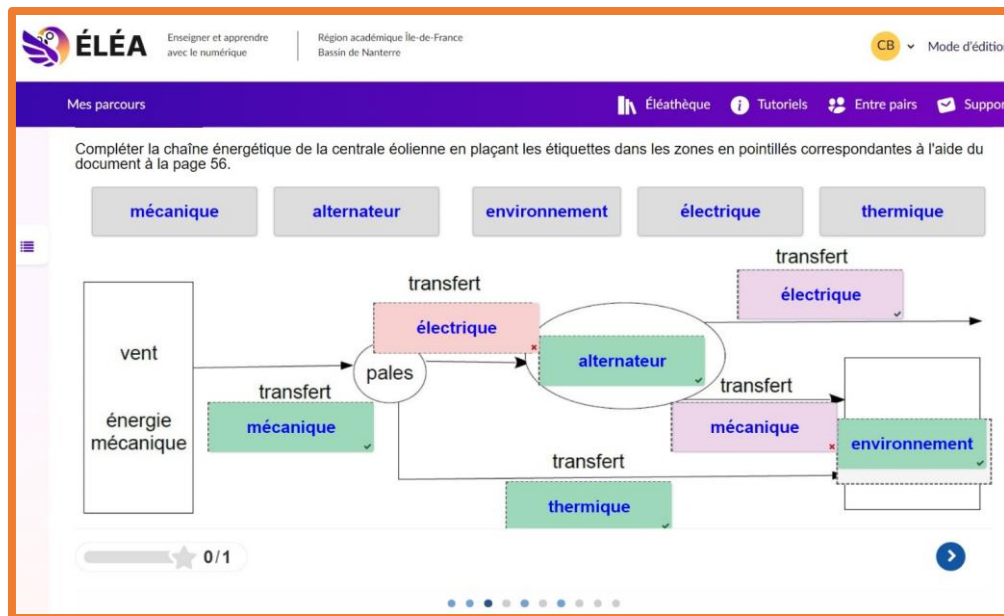 ÉLÉA
Enseigner et apprendre
avec le numérique
Région académique Île-de-France
Bassin de Nanterre
CB
Mode d'édition
Mes parcours
Éléathèque
Tutoriels
Entre pairs
Support
Compléter la chaîne énergétique de la centrale éolienne en plaçant les étiquettes dans les zones en pointillés correspondantes à l'aide du
document à la page 56.
mécanique
alternateur
environnement
électrique
thermique
transfert
électrique
transfert
électrique
vent
énergie
mécanique
pales
alternateur
transfert
mécanique
transfert
mécanique
environnement
transfert
thermique
0/1